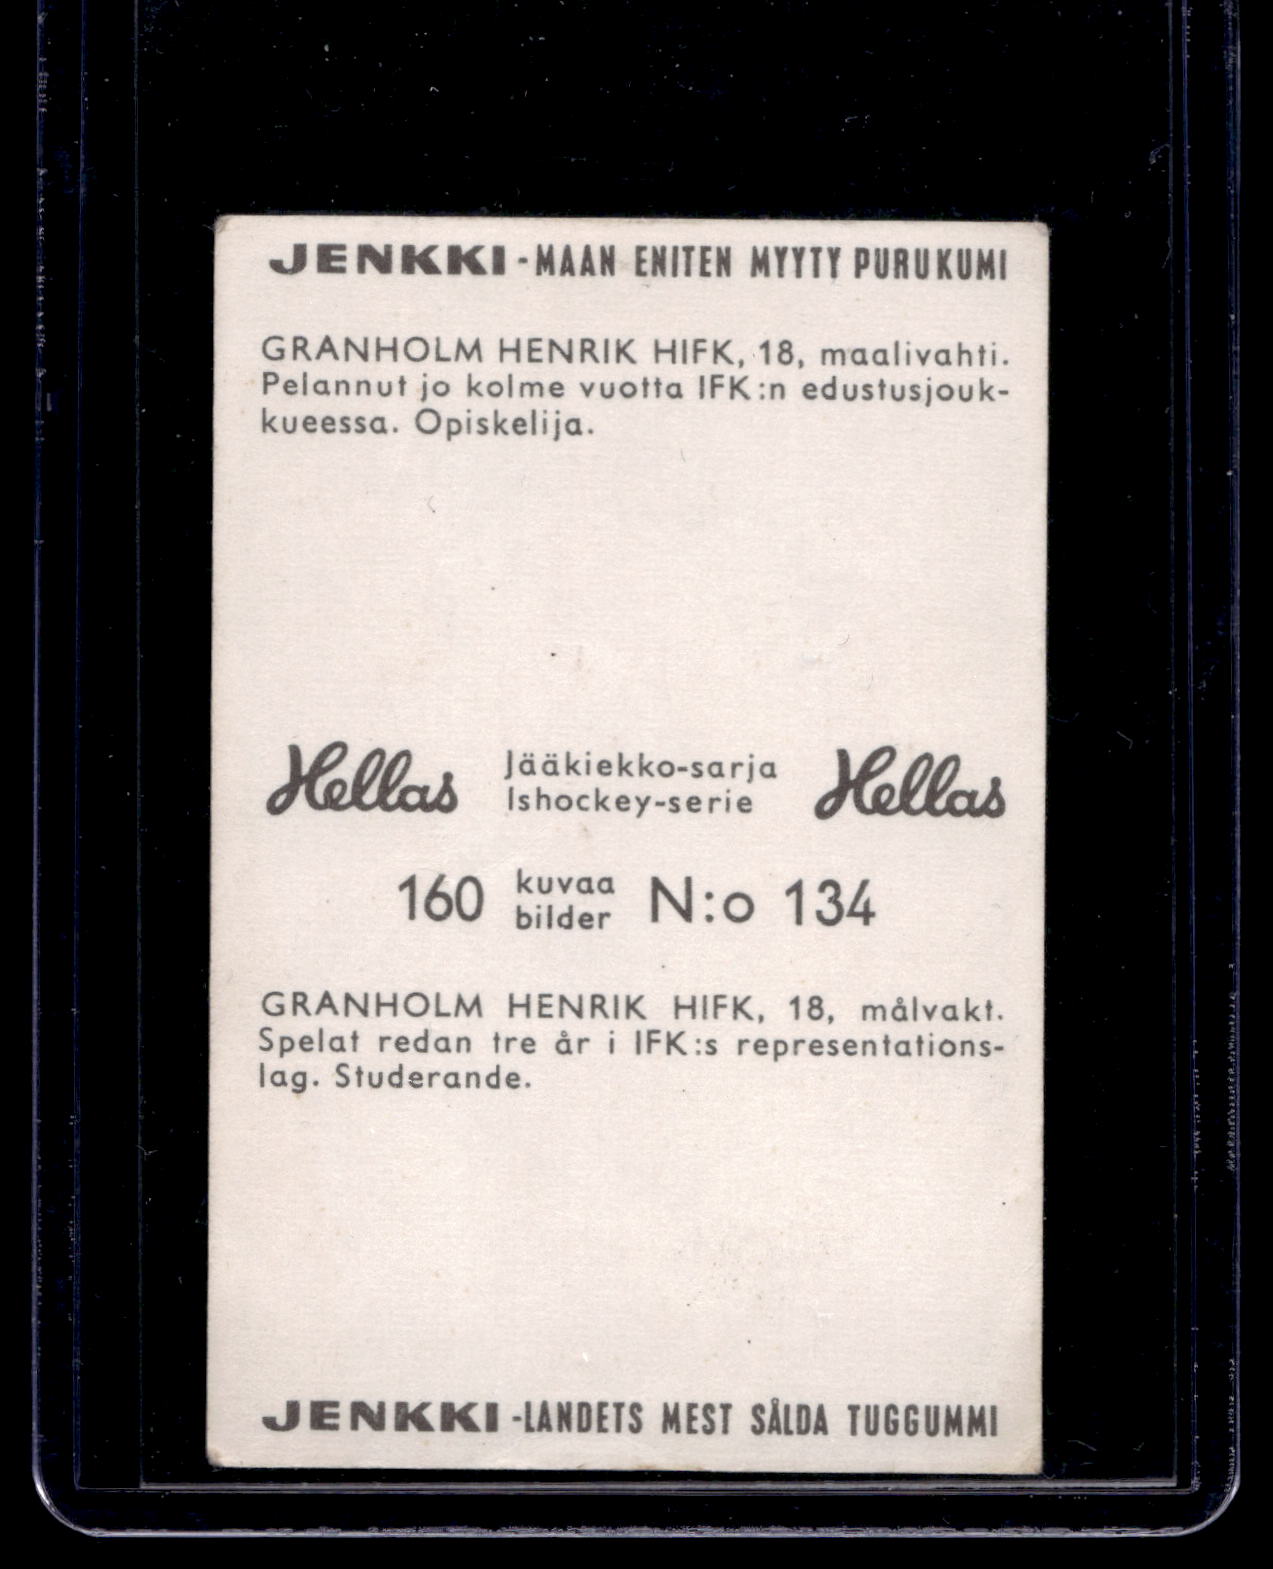 JENKKI-MAAN ENITEN MYYTY PURUKUMI
GRANHOLM HENRIK HIFK, 18, maalivahti.
Pelannut jo kolme vuotta IFK:n edustusjouk-
kueessa. Opiskelija.
Hellas Jääkiekko-sarja Hellas
Ishockey-serie
160 kuvaa N:o 134
bilder
GRANHOLM HENRIK HIFK, 18, målvakt.
Spelat redan tre år i IFK:s representations-
lag. Studerande.
JENKKI-LANDETS MEST SÅLDA TUGGUMMI